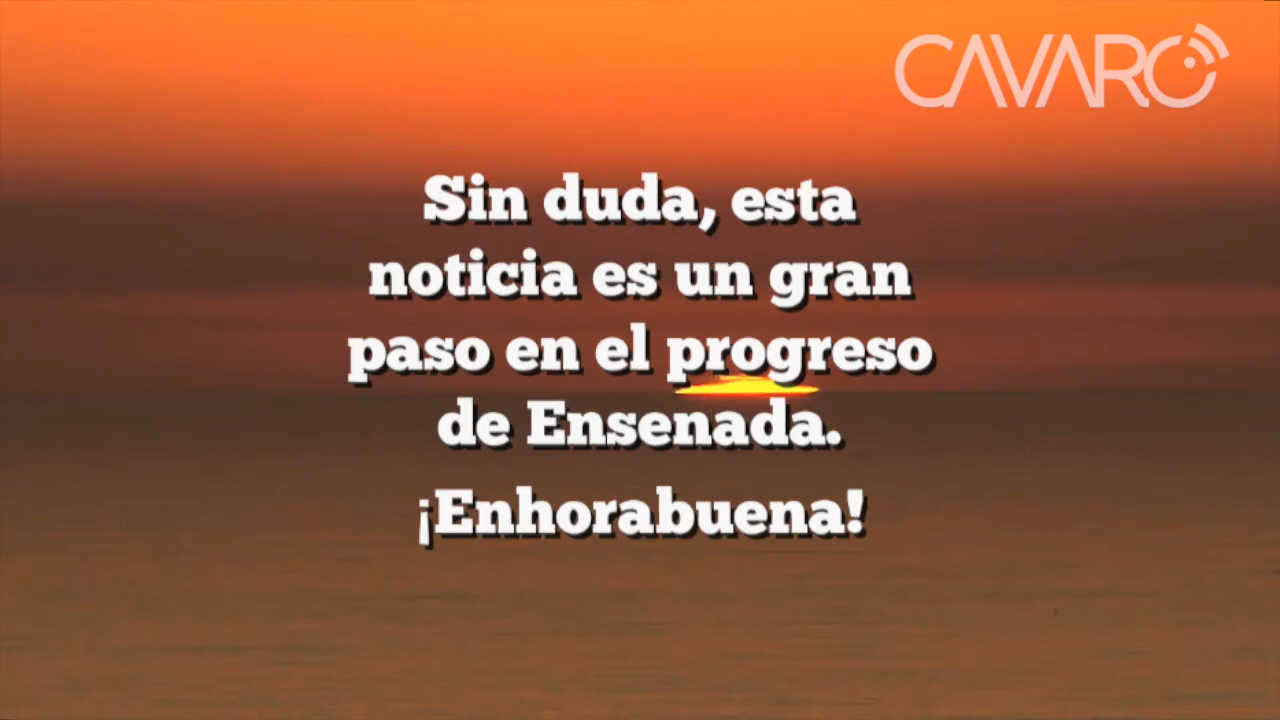 CAVARO
Sin duda, esta
noticia es un gran
paso en el progreso
de Ensenada.
¡Enhorabuena!